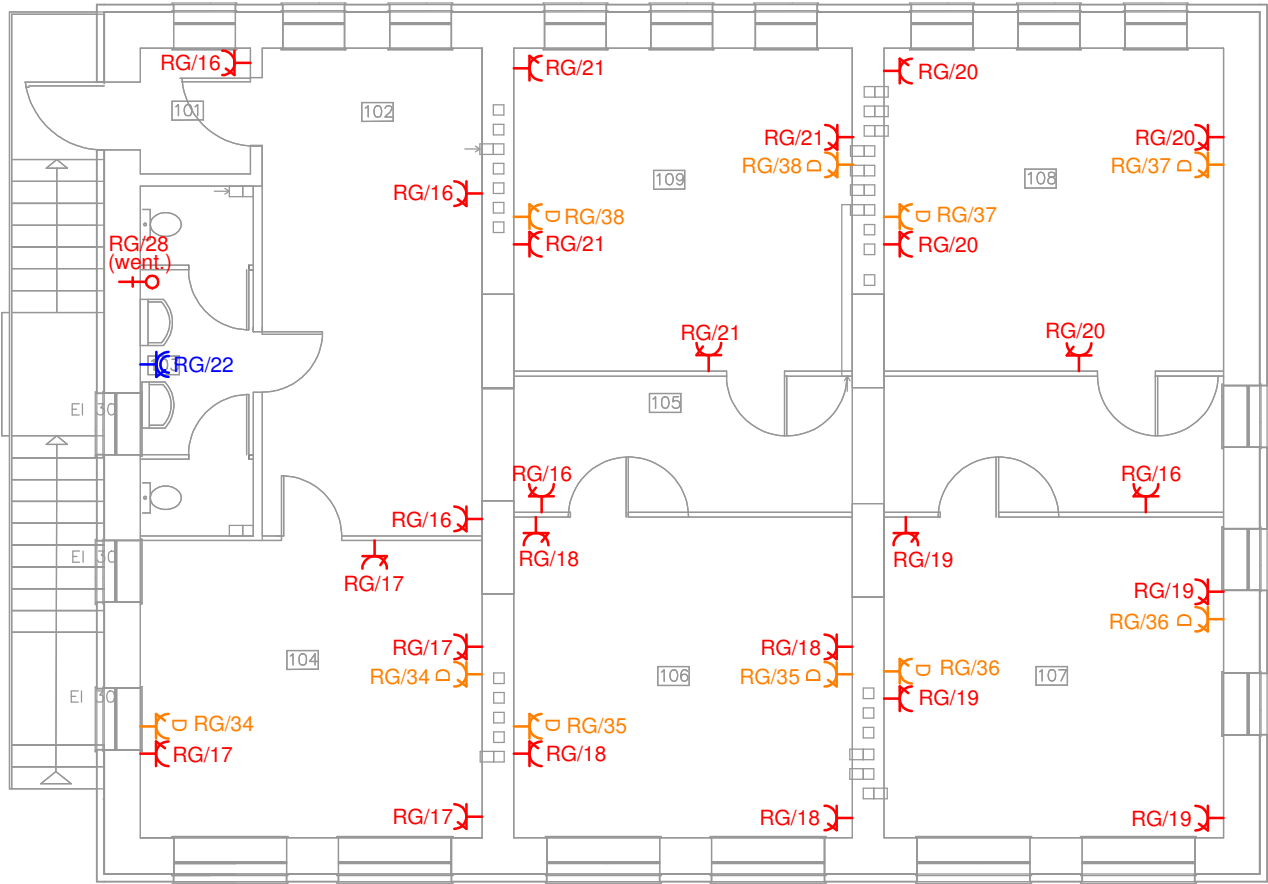 RG/16
RG/21
RG/20
101
102
RG/21
RG/20
RG/38 D
RG/37 D
109
108
RG/16
D RG/38
D RG/37
RG/28
(went.)
RG/21
RG/20
RG/21
RG/20
RG/22
EI 30
105
RG/16
RG/16
RG/16
EI 30
RG/18
RG/19
RG/17
RG/19
RG/36 D
RG/17
RG/18
104
RG/34 D
RG/35 D
106
D RG/36
107
EI 30
RG/19
D RG/34
D RG/35
RG/17
RG/18
RG/17
RG/18
RG/19